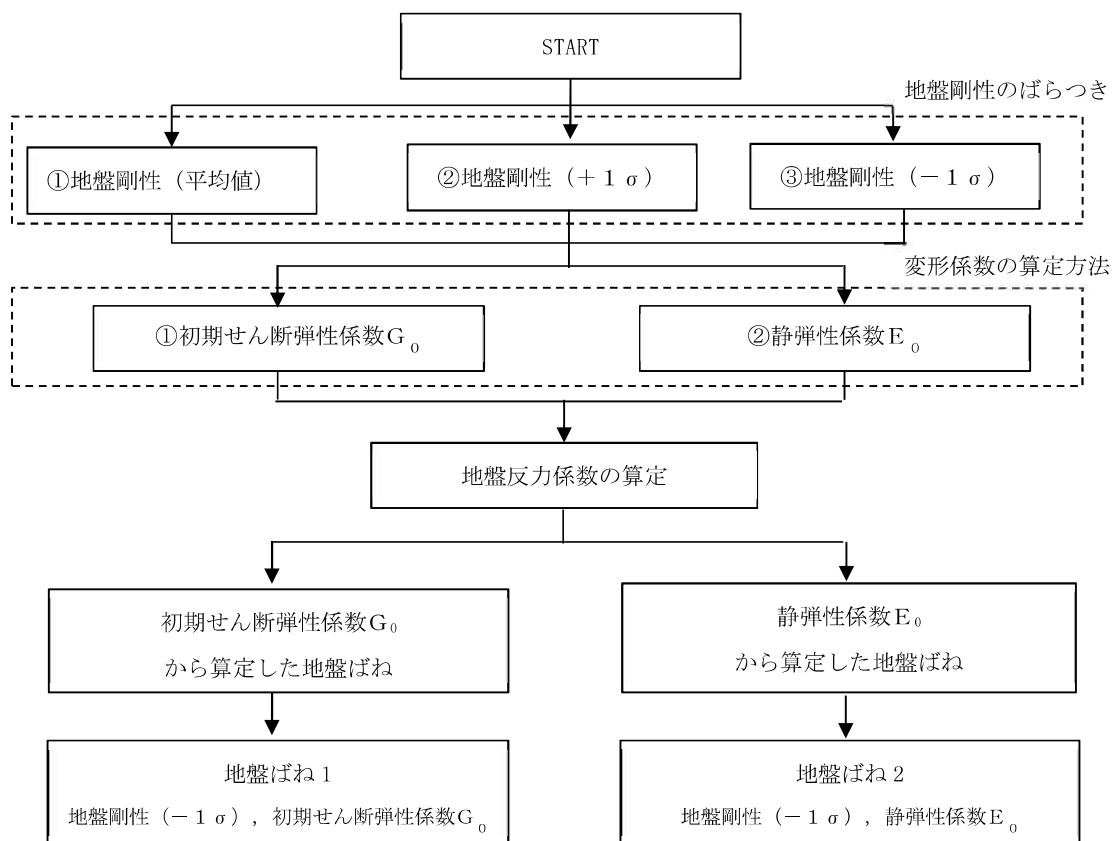 START
地盤剛性のばらつき
①地盤剛性（平均値）
②地盤剛性（＋１σ）
③地盤剛性（－１σ）
変形係数の算定方法
①初期せん断弾性係数Ｇ₀
②静弾性係数Ｅ₀
地盤反力係数の算定
初期せん断弾性係数Ｇ₀
から算定した地盤ばね
静弾性係数Ｅ₀
から算定した地盤ばね
地盤ばね１
地盤剛性（－１σ），初期せん断弾性係数Ｇ₀
地盤ばね２
地盤剛性（－１σ），静弾性係数Ｅ₀